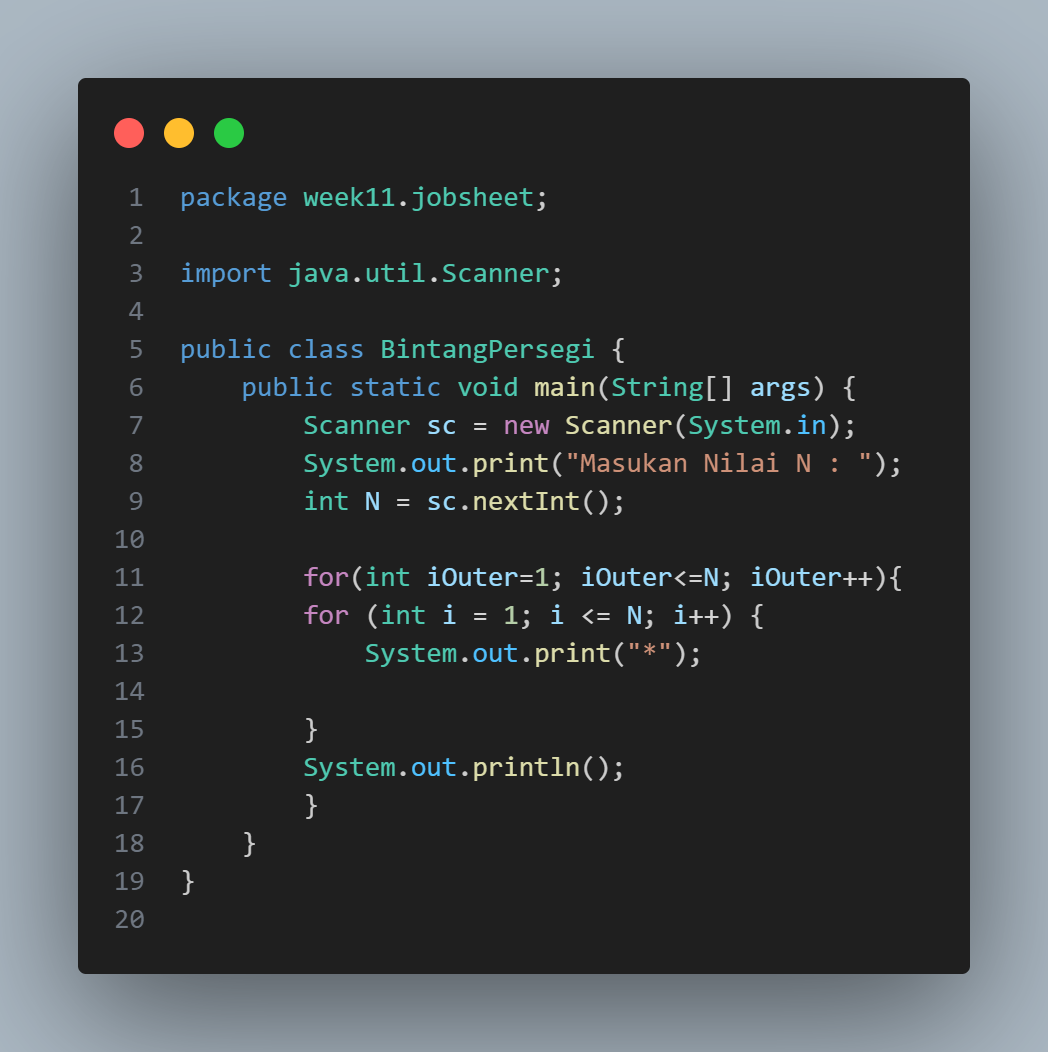 1 package week11.jobsheet;
2
3 import java.util.Scanner;
4
5 public class BintangPersegi {
6     public static void main(String[] args) {
7         Scanner sc = new Scanner(System.in);
8         System.out.print("Masukan Nilai N : ");
9         int N = sc.nextInt();
10
11         for(int iOuter=1; iOuter<=N; iOuter++){
12         for (int i = 1; i <= N; i++) {
13             System.out.print("*");
14
15         }
16         System.out.println();
17         }
18     }
19 }
20